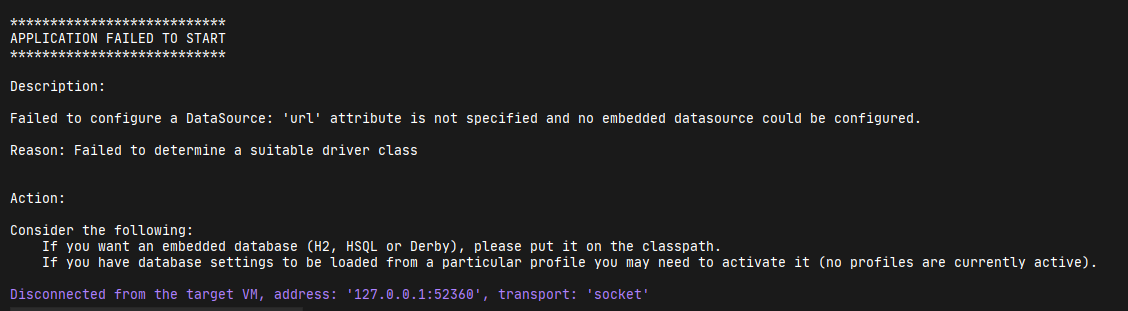 ***************************
APPLICATION FAILED TO START
***************************
Description:
Failed to configure a DataSource: 'url' attribute is not specified and no embedded datasource could be configured.
Reason: Failed to determine a suitable driver class
Action:
Consider the following:
If you want an embedded database (H2, HSQL or Derby), please put it on the classpath.
If you have database settings to be loaded from a particular profile you may need to activate it (no profiles are currently active).
Disconnected from the target VM, address: '127.0.0.1:52360', transport: 'socket'